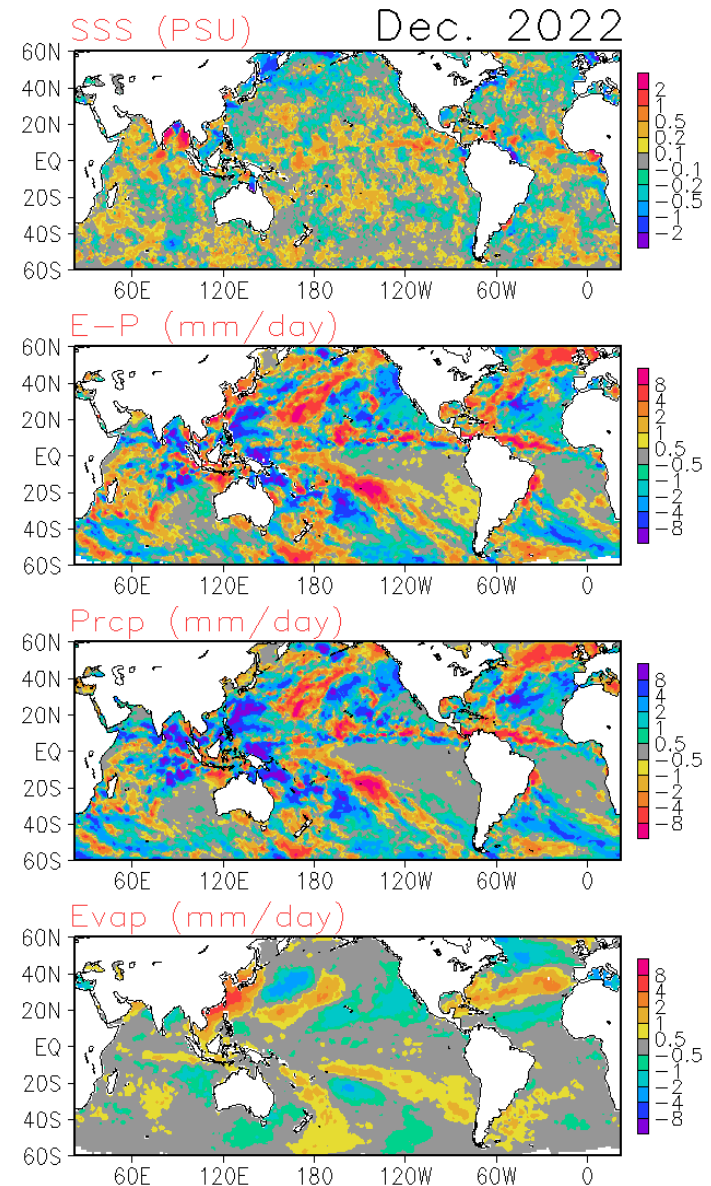 SSS (PSU) Dec. 2022
60N
40N
20N
EQ
20S
40S
60S
60E 120E 180 120W 60W 0
2
1
0.5
0.2
0.1
-0.1
-0.2
-0.5
-1
-2
E-P (mm/day)
60N
40N
20N
EQ
20S
40S
60S
60E 120E 180 120W 60W 0
8
4
2
1
0.5
-0.5
-1
-2
-4
-8
Prcp (mm/day)
60N
40N
20N
EQ
20S
40S
60S
60E 120E 180 120W 60W 0
8
4
2
1
0.5
-0.5
-1
-2
-4
-8
Evap (mm/day)
60N
40N
20N
EQ
20S
40S
60S
60E 120E 180 120W 60W 0
8
4
2
1
0.5
-0.5
-1
-2
-4
-8